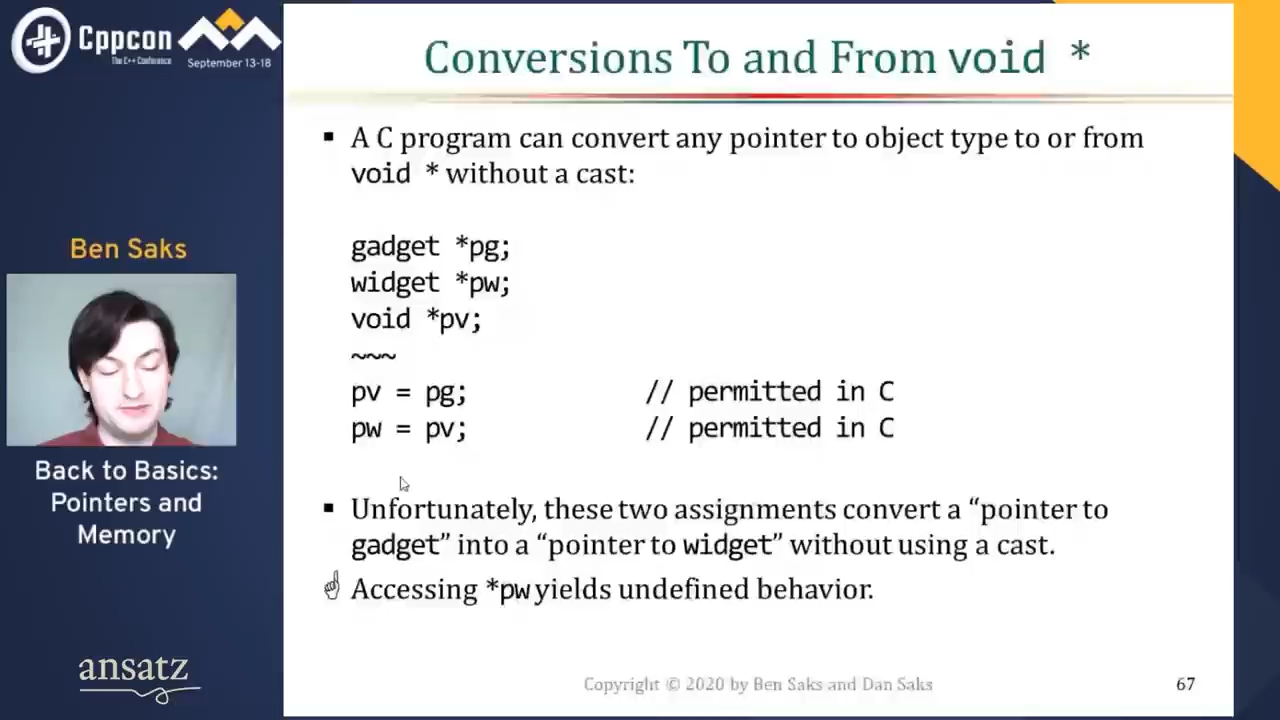 Cppcon
The C++ Conference
September 13-18
Ben Saks
Back to Basics:
Pointers and
Memory
ansatz
Conversions To and From void *
▪ A C program can convert any pointer to object type to or from
void * without a cast:
gadget *pg;
widget *pw;
void *pv;
~~~
pv = pg; // permitted in C
pw = pv; // permitted in C
▪ Unfortunately, these two assignments convert a “pointer to
gadget” into a “pointer to widget” without using a cast.
☝ Accessing *pw yields undefined behavior.
Copyright © 2020 by Ben Saks and Dan Saks
67